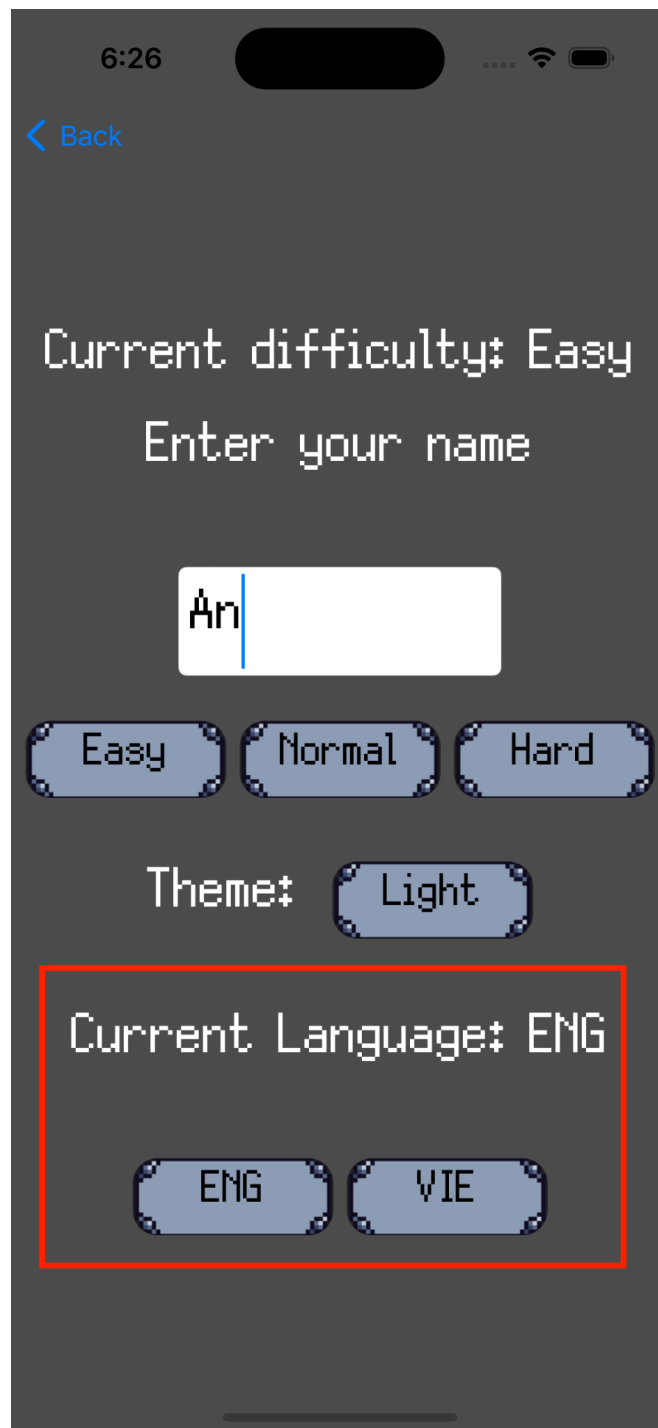 6:26
Back
Current difficulty: Easy
Enter your name
An
Easy Normal Hard
Theme: Light
Current Language: ENG
ENG VIE